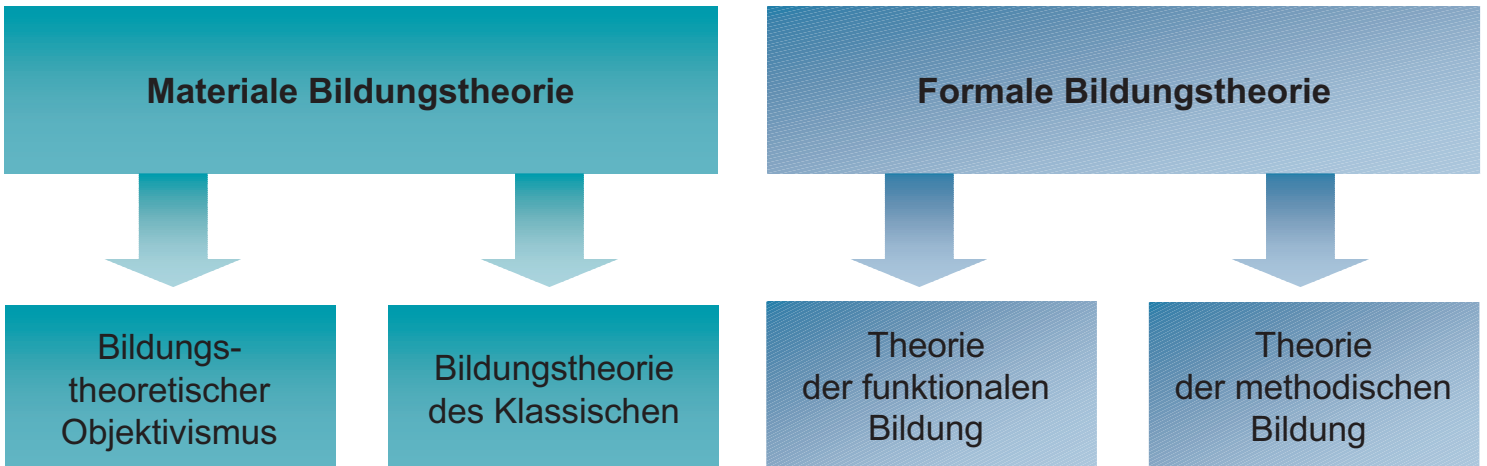 Materiale Bildungstheorie
Formale Bildungstheorie
Bildungs-
theoretischer
Objektivismus
Bildungstheorie
des Klassischen
Theorie
der funktionalen
Bildung
Theorie
der methodischen
Bildung